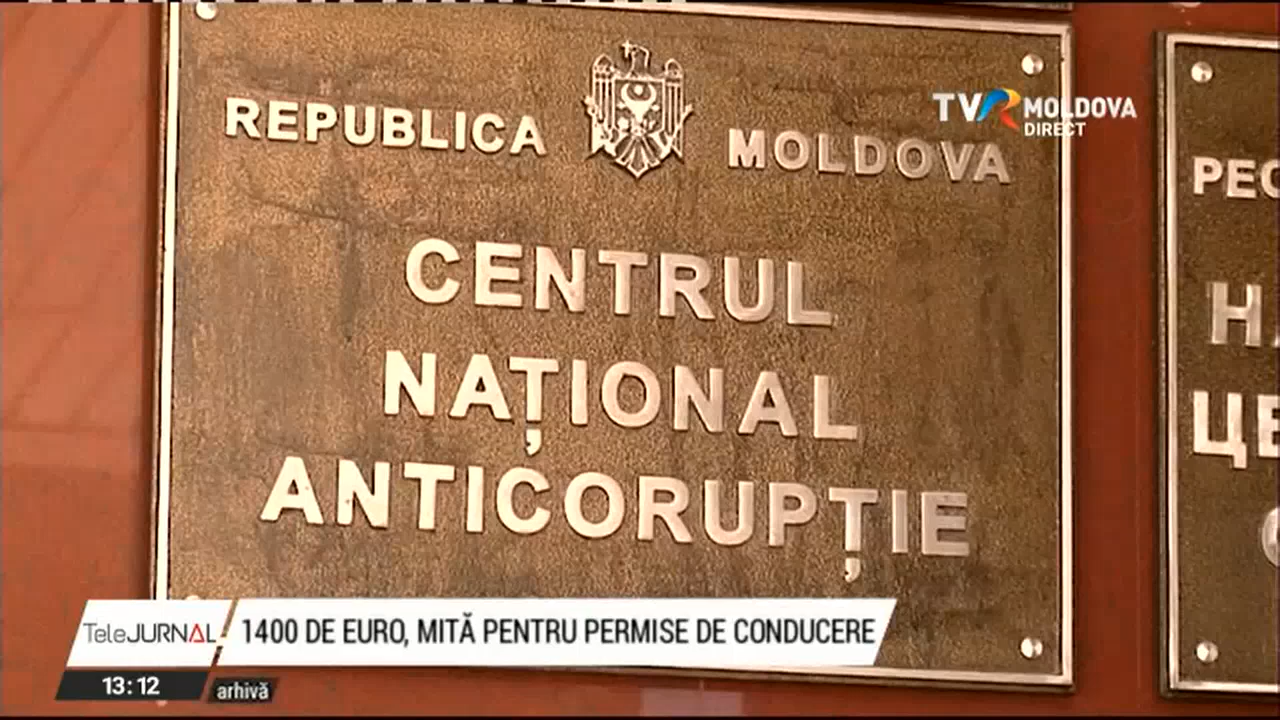 REPUBLICA MOLDOVA
CENTRUL
NAȚIONAL
ANTICORUPȚIE
TVR MOLDOVA
DIRECT
TeleJURNAL
1400 DE EURO, MITĂ PENTRU PERMISE DE CONDUCERE
13:12
arhivă